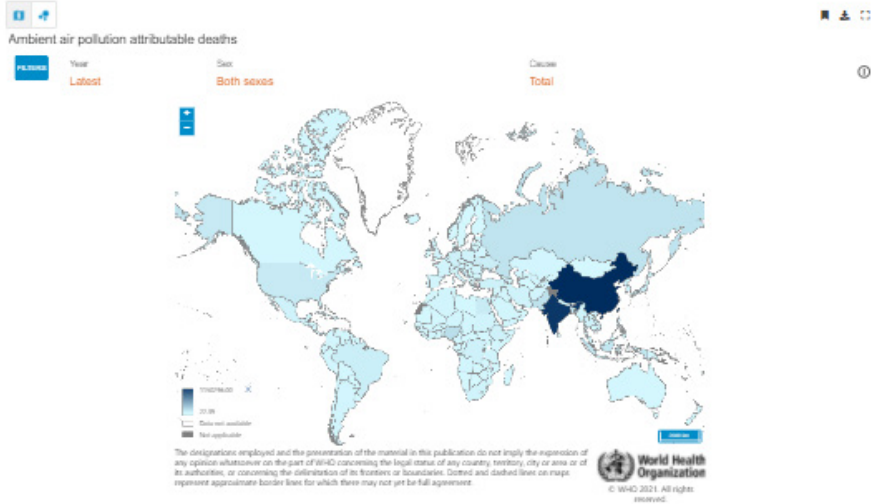 Ambient air pollution attributable deaths
FILTERS
Year
Sex
Cause
Latest
Both sexes
Total
+
−
Data not available
Not applicable
The designations employed and the presentation of the material in this publication do not imply the expression of
any opinion whatsoever on the part of WHO concerning the legal status of any country, territory, city or area or of
its authorities, or concerning the delimitation of its frontiers or boundaries. Dotted and dashed lines on maps
represent approximate border lines for which there may not yet be full agreement.
World Health
Organization
© WHO 2021. All rights
reserved.